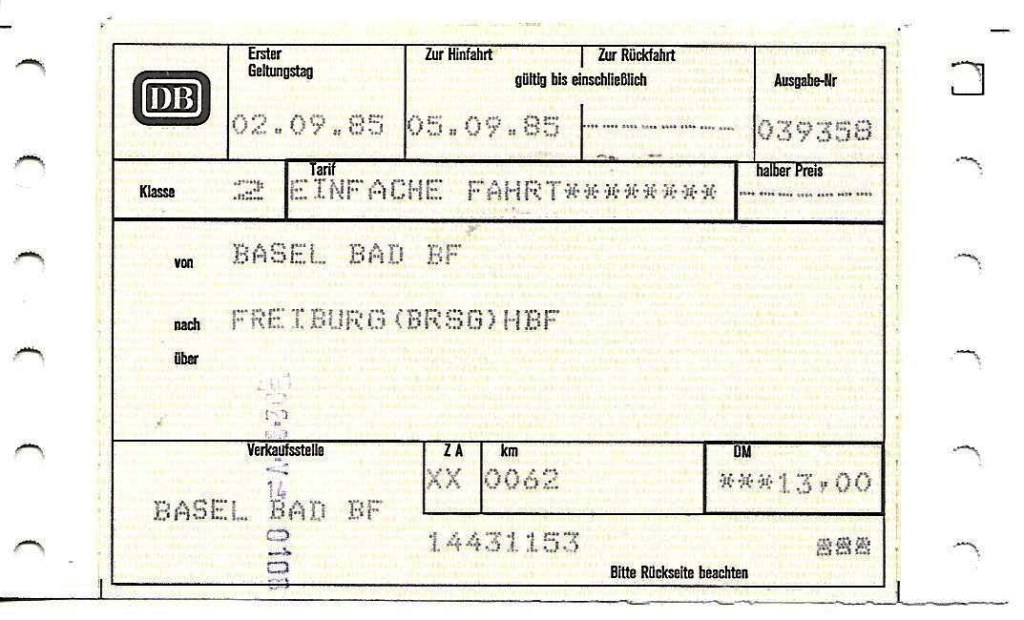 Erster Geltungstag
Zur Hinfahrt
Zur Rückfahrt
gültig bis einschließlich
Ausgabe-Nr
DB
02.09.85 05.09.85 ---------- 039358
Klasse 2
Tarif
EINFACHE FAHRT********
halber Preis
----------
von BASEL BAD BF
nach FREIBURG(BRSG)HBF
über
Verkaufsstelle
Z A
km
DM
XX 0062 ***13,00
BASEL BAD BF
14431153
Bitte Rückseite beachten